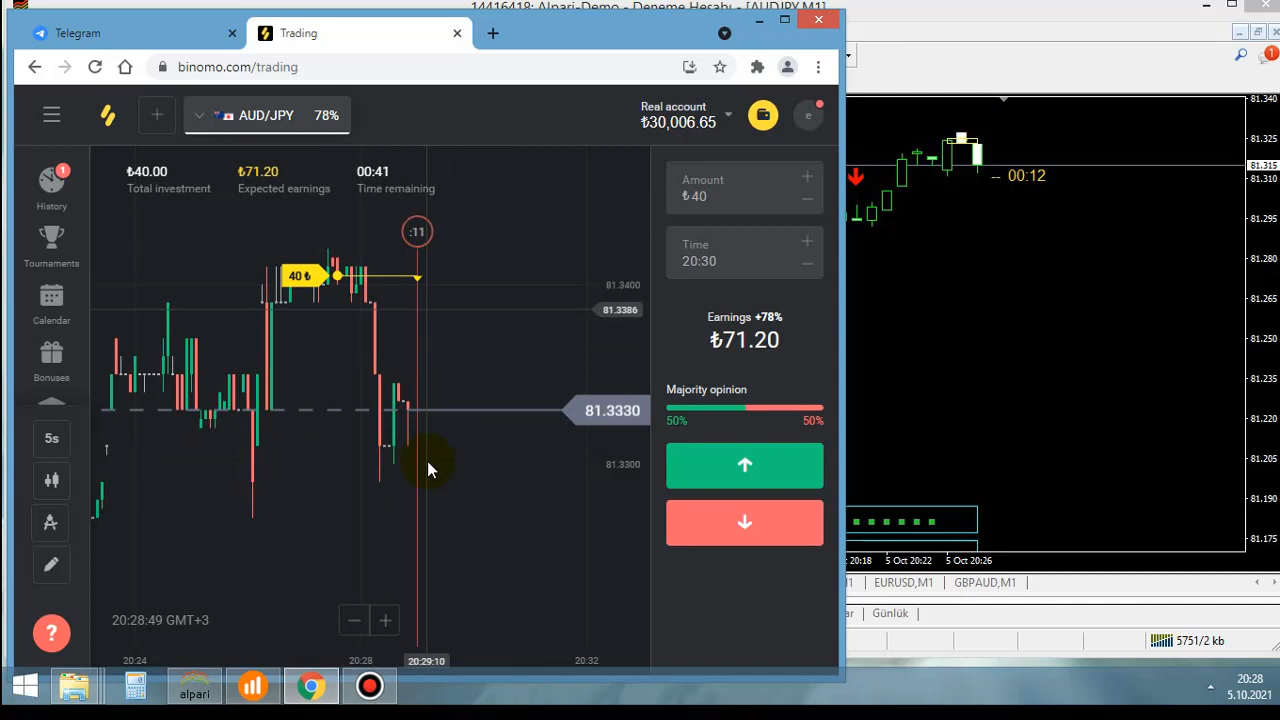 14416418: Alpari-Demo - Deneme Hesabı - [AUDJPY,M1]
Telegram
Trading
binomo.com/trading
AUD/JPY 78%
Real account
₺30,006.65
e
1
History
Tournaments
Calendar
Bonuses
5s
?
₺40.00
Total investment
₺71.20
Expected earnings
00:41
Time remaining
:11
40 ₺
81.3400
81.3386
81.3330
81.3300
20:28:49 GMT+3
20:24
20:28
20:29:10
20:32
Amount
₺40
Time
20:30
Earnings +78%
₺71.20
Majority opinion
50%
50%
1
-- 00:12
81.340
81.325
81.315
81.310
81.295
81.280
81.265
81.250
81.235
81.220
81.205
81.190
81.175
20:18
5 Oct 20:22
5 Oct 20:26
EURUSD,M1
GBPAUD,M1
Günlük
5751/2 kb
alpari
20:28
5.10.2021